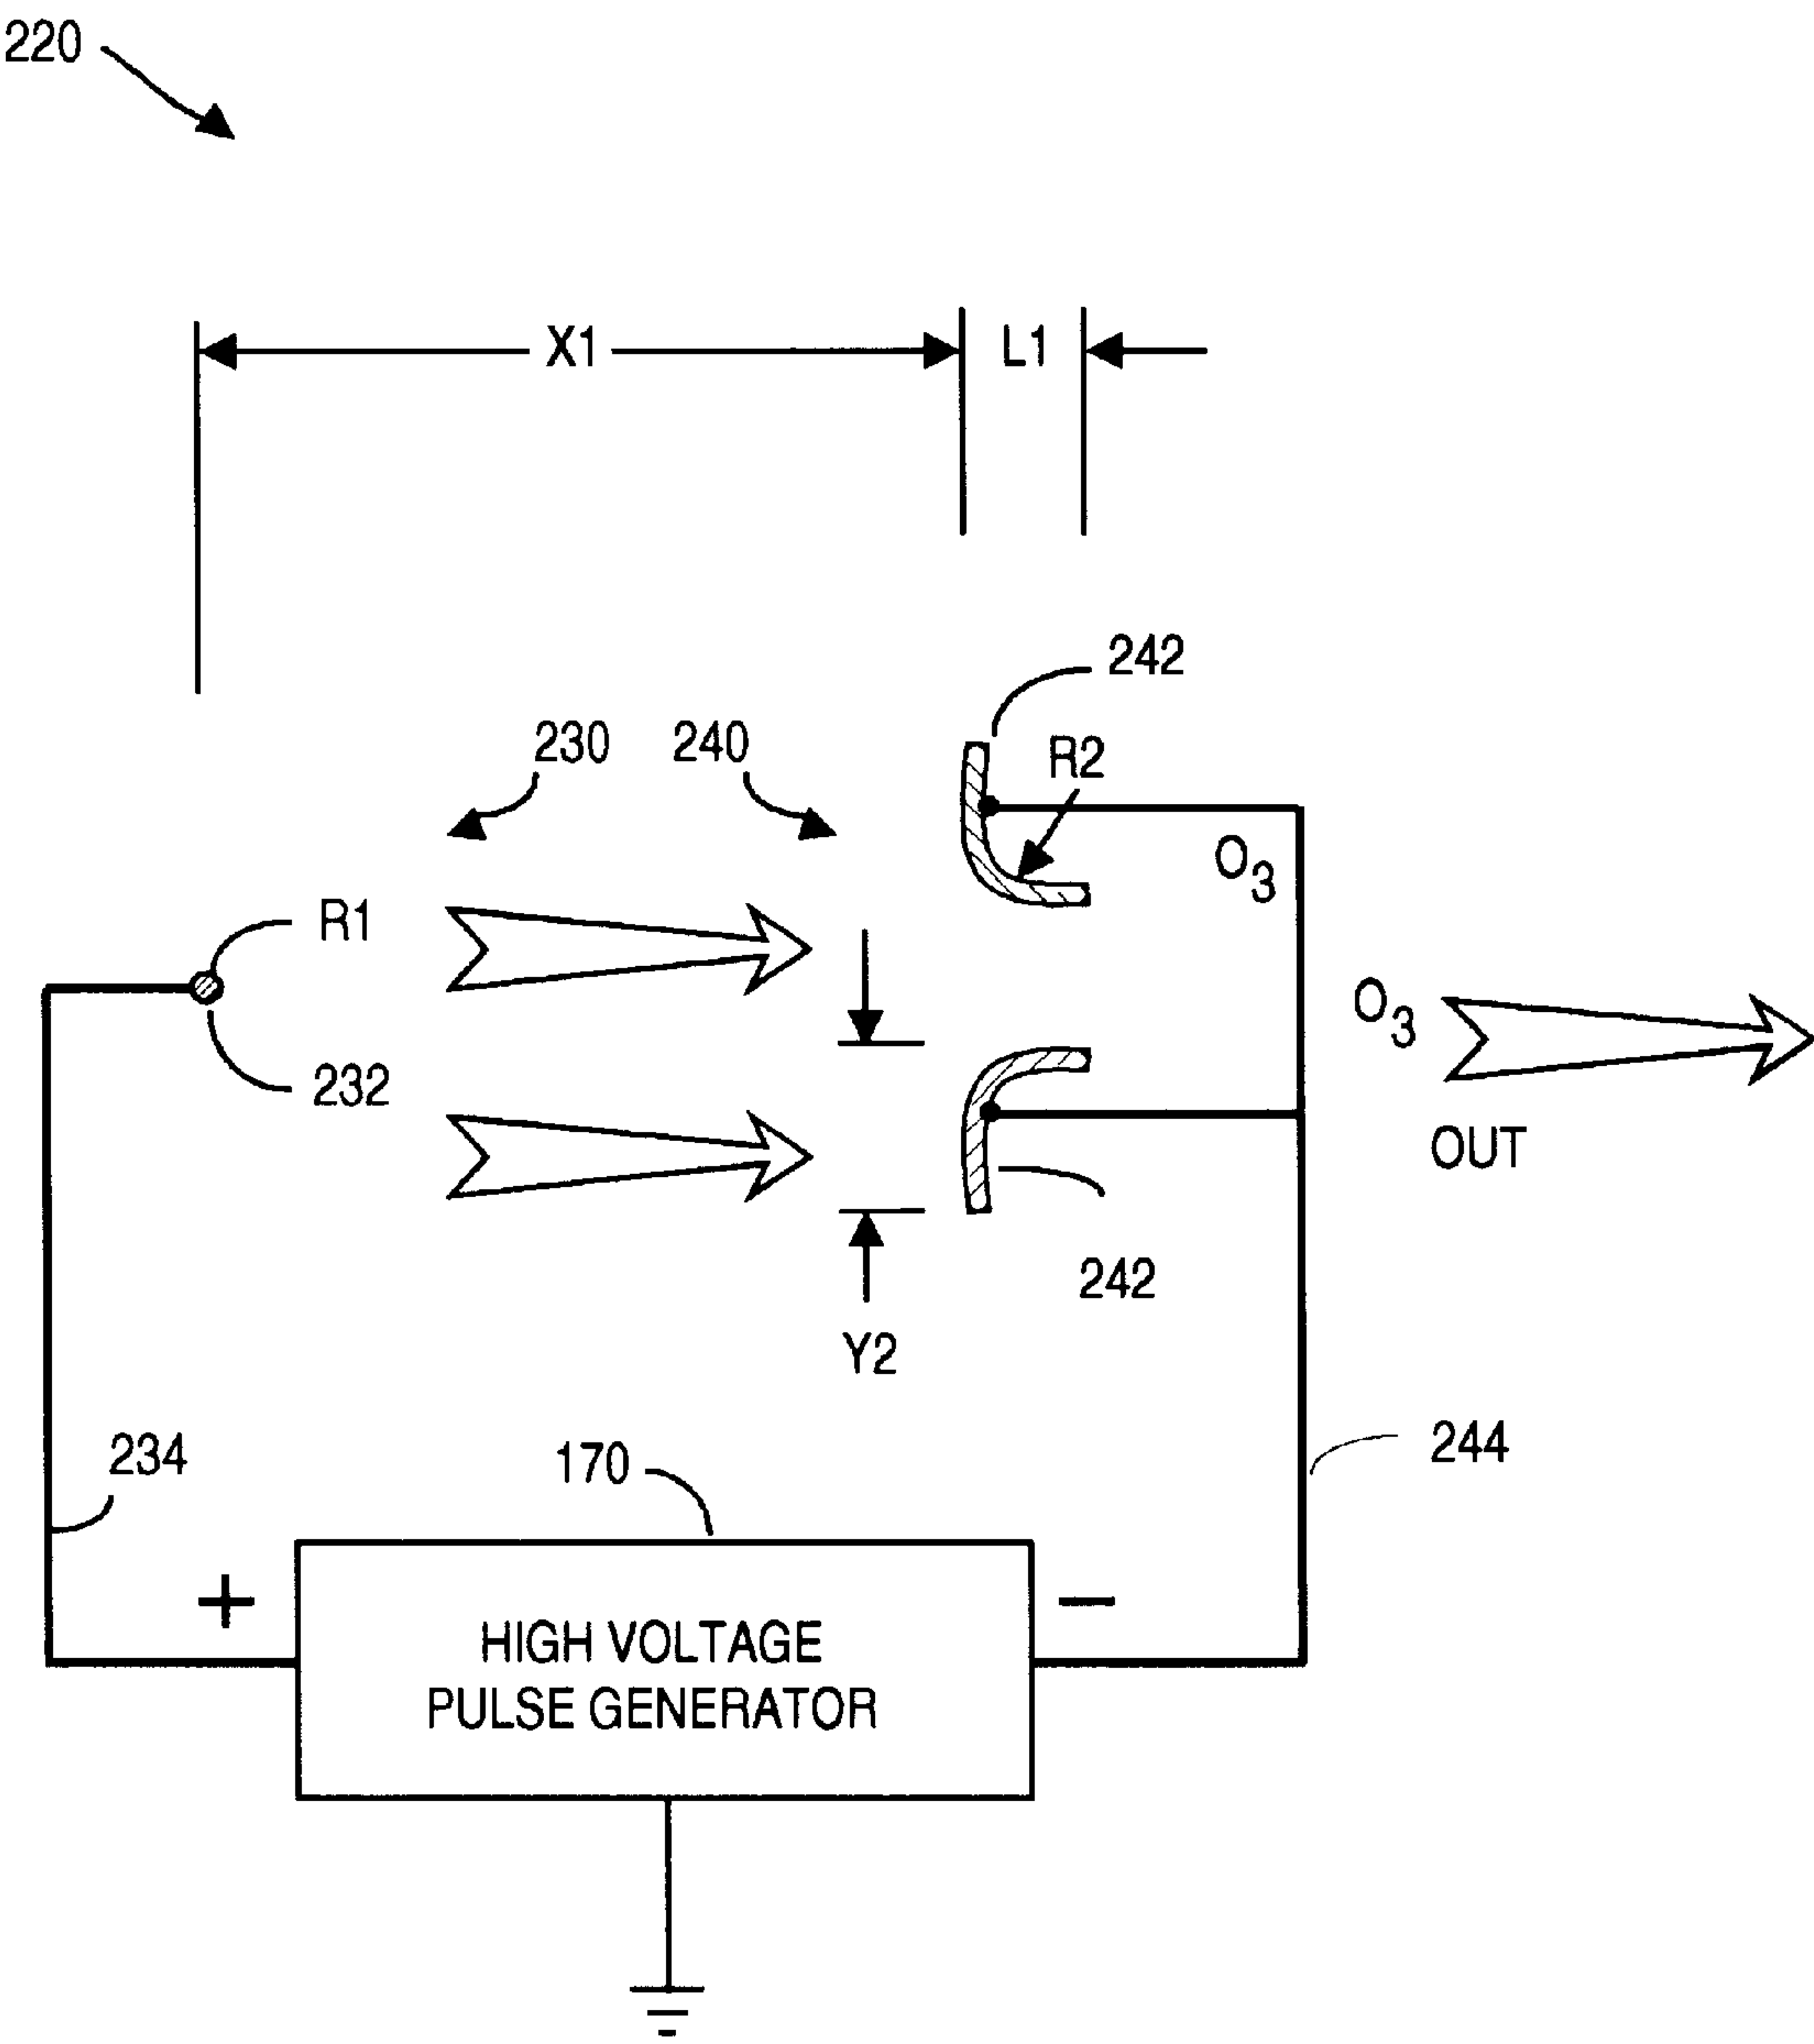 220
X1
L1
242
230
240
R2
O3
R1
O3
232
OUT
242
Y2
234
170
244
+
−
HIGH VOLTAGE
PULSE GENERATOR